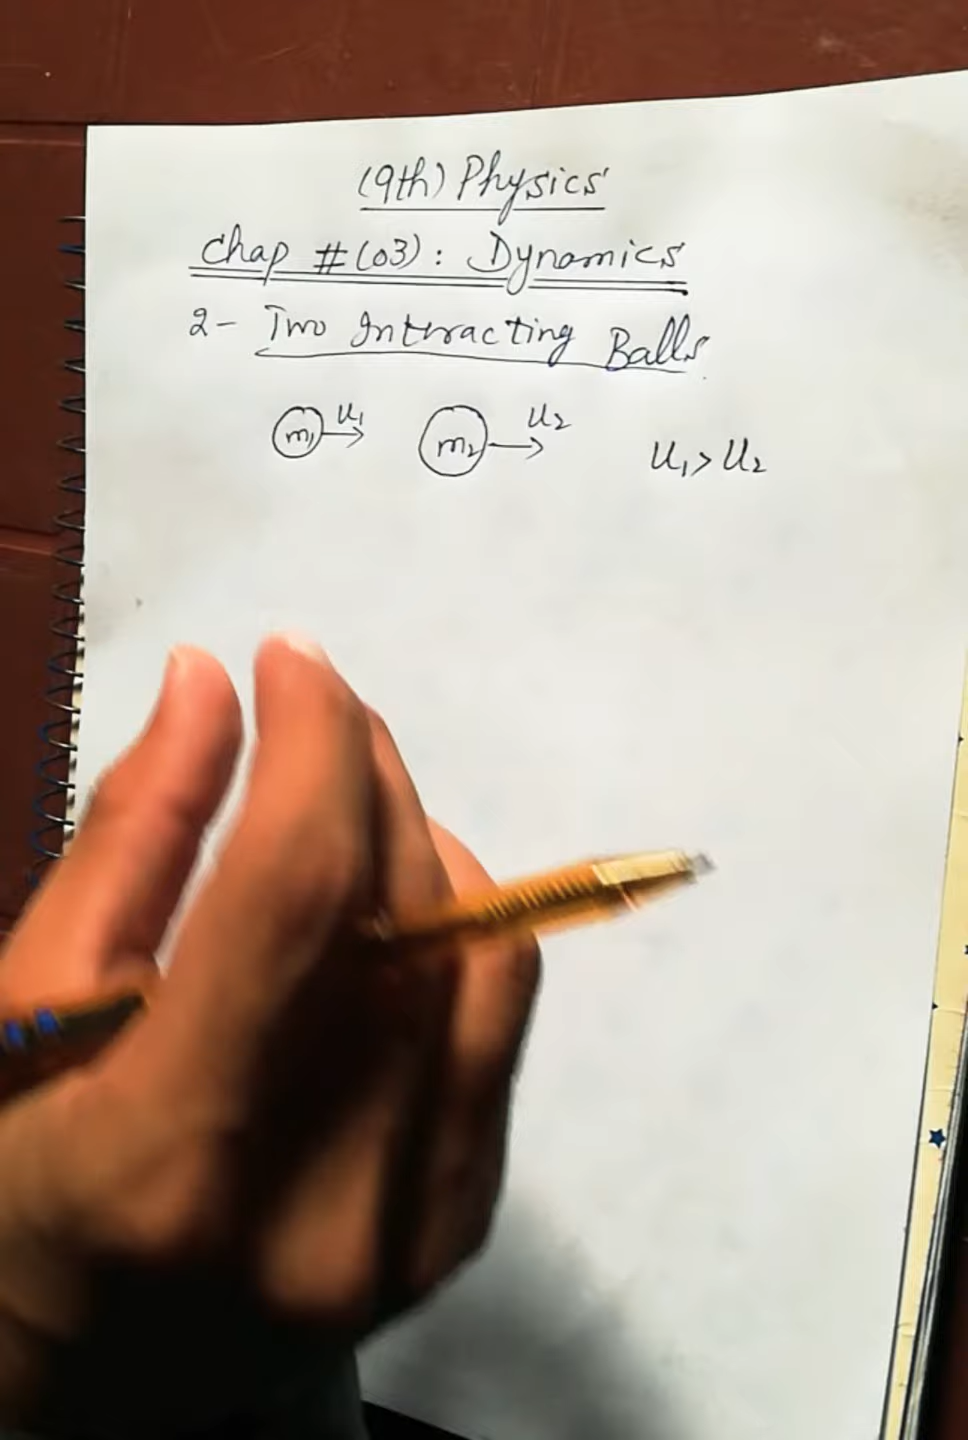 (9th) Physics
Chap # (03): Dynamics
2- Two Interacting Balls
m₁ u₁ m₂ u₂ u₁ > u₂